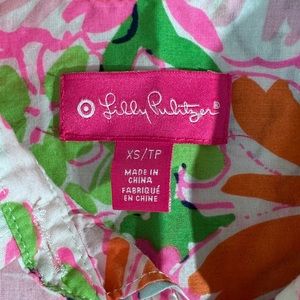 Lilly Pulitzer®
XS/TP
MADE IN
CHINA
FABRIQUÉ
EN CHINE